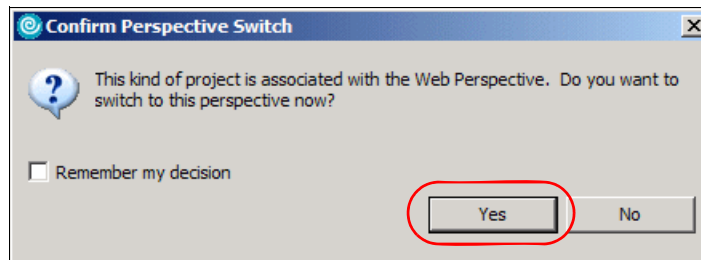 Confirm Perspective Switch
This kind of project is associated with the Web Perspective. Do you want to
switch to this perspective now?
Remember my decision
Yes
No